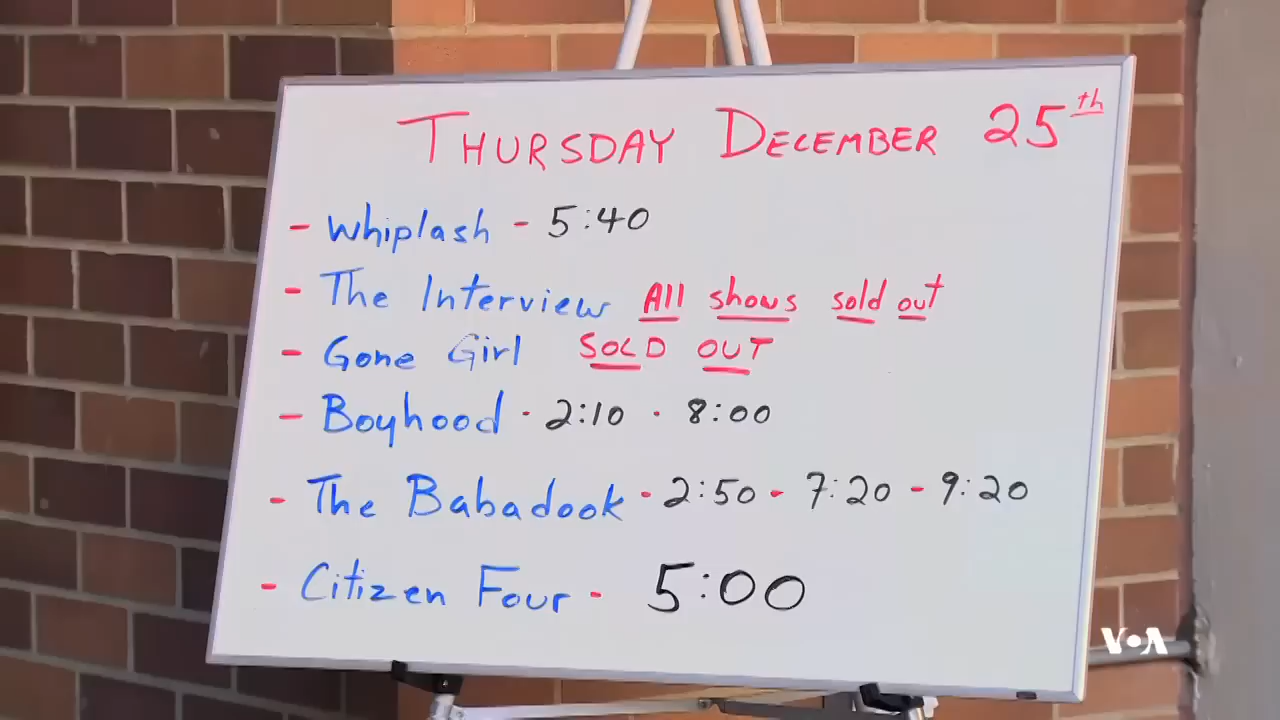 THURSDAY DECEMBER 25th
- Whiplash - 5:40
- The Interview All shows sold out
- Gone Girl SOLD OUT
- Boyhood · 2:10 · 8:00
- The Babadook - 2:50 - 7:20 - 9:20
- Citizen Four - 5:00
VOA